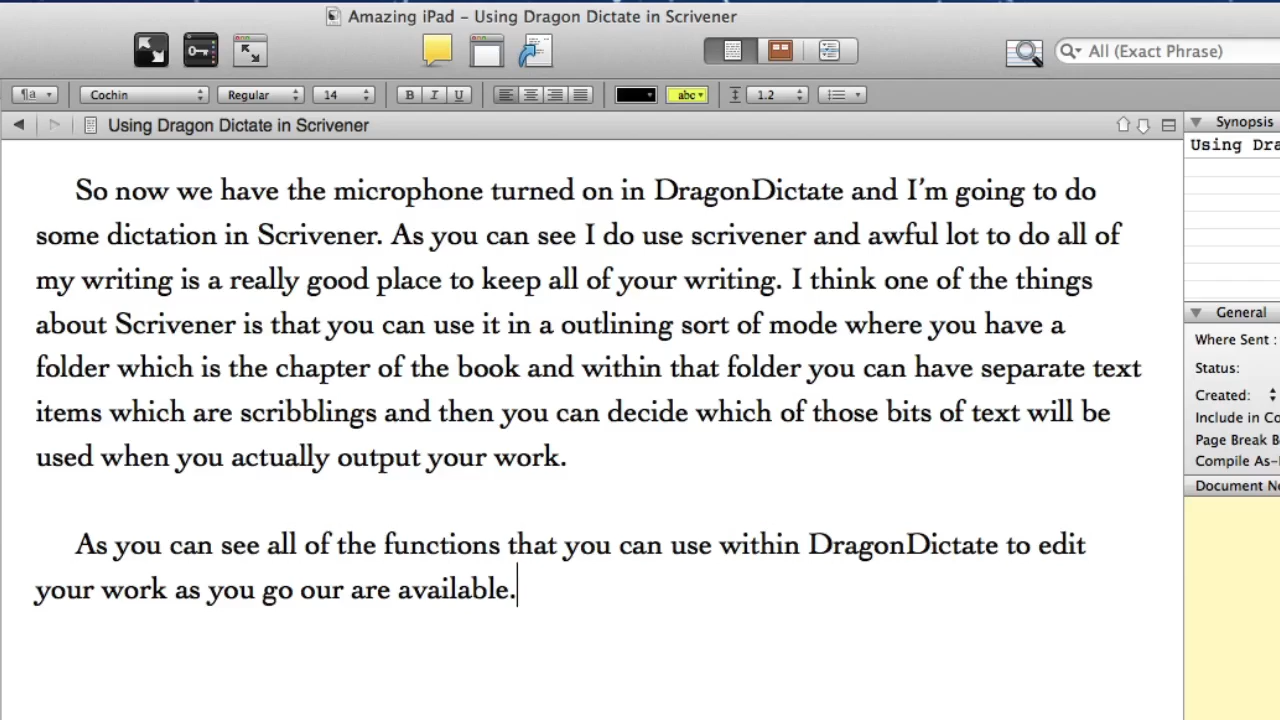 Amazing iPad – Using Dragon Dictate in Scrivener
All (Exact Phrase)
¶a Cochin Regular 14 B I U abc 1.2
Using Dragon Dictate in Scrivener
Synopsis
Using Dra
So now we have the microphone turned on in DragonDictate and I'm going to do
some dictation in Scrivener. As you can see I do use scrivener and awful lot to do all of
my writing is a really good place to keep all of your writing. I think one of the things
about Scrivener is that you can use it in a outlining sort of mode where you have a
folder which is the chapter of the book and within that folder you can have separate text
items which are scribblings and then you can decide which of those bits of text will be
used when you actually output your work.
As you can see all of the functions that you can use within DragonDictate to edit
your work as you go our are available.
General
Where Sent :
Status:
Created:
Include in Co
Page Break B
Compile As-I
Document No